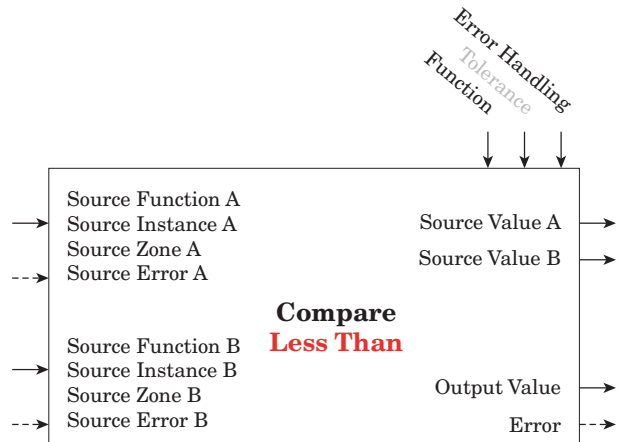 Error Handling
Tolerance
Function
Source Function A
Source Instance A
Source Zone A
Source Error A
Source Value A
Source Value B
Compare
Less Than
Source Function B
Source Instance B
Source Zone B
Source Error B
Output Value
Error